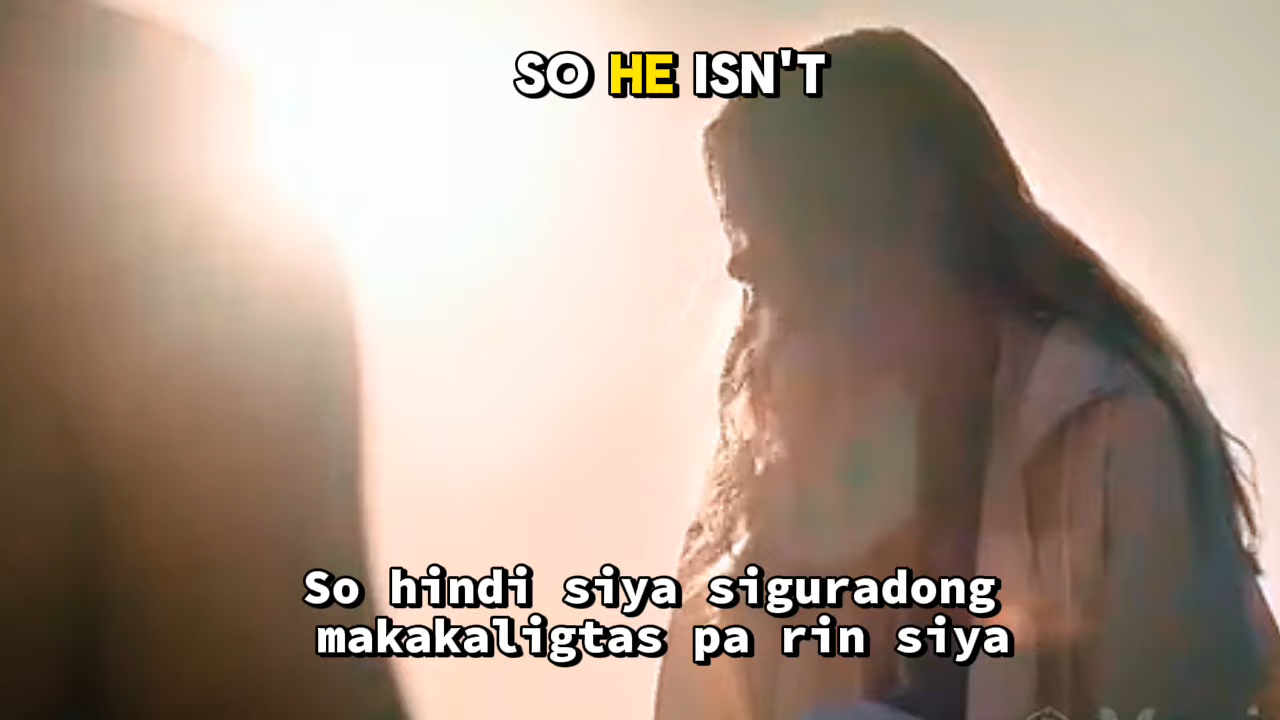 SO HE ISN'T
So hindi siya siguradong
makakaligtas pa rin siya